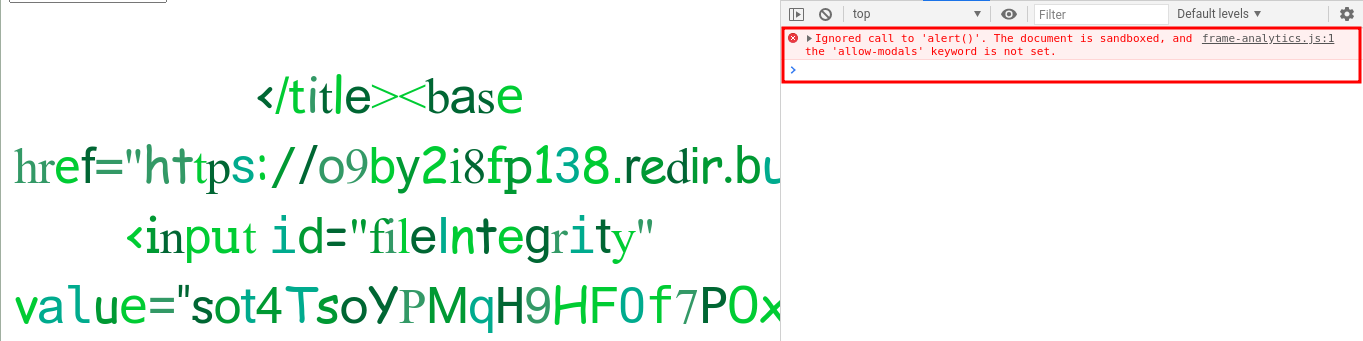 </title><base
href="https://o9by2i8fp138.redir.bu
<input id="fileIntegrity"
value="sot4TsoYPMqH9HF0f7P0x
top
Filter
Default levels
Ignored call to 'alert()'. The document is sandboxed, and frame-analytics.js:1
the 'allow-modals' keyword is not set.